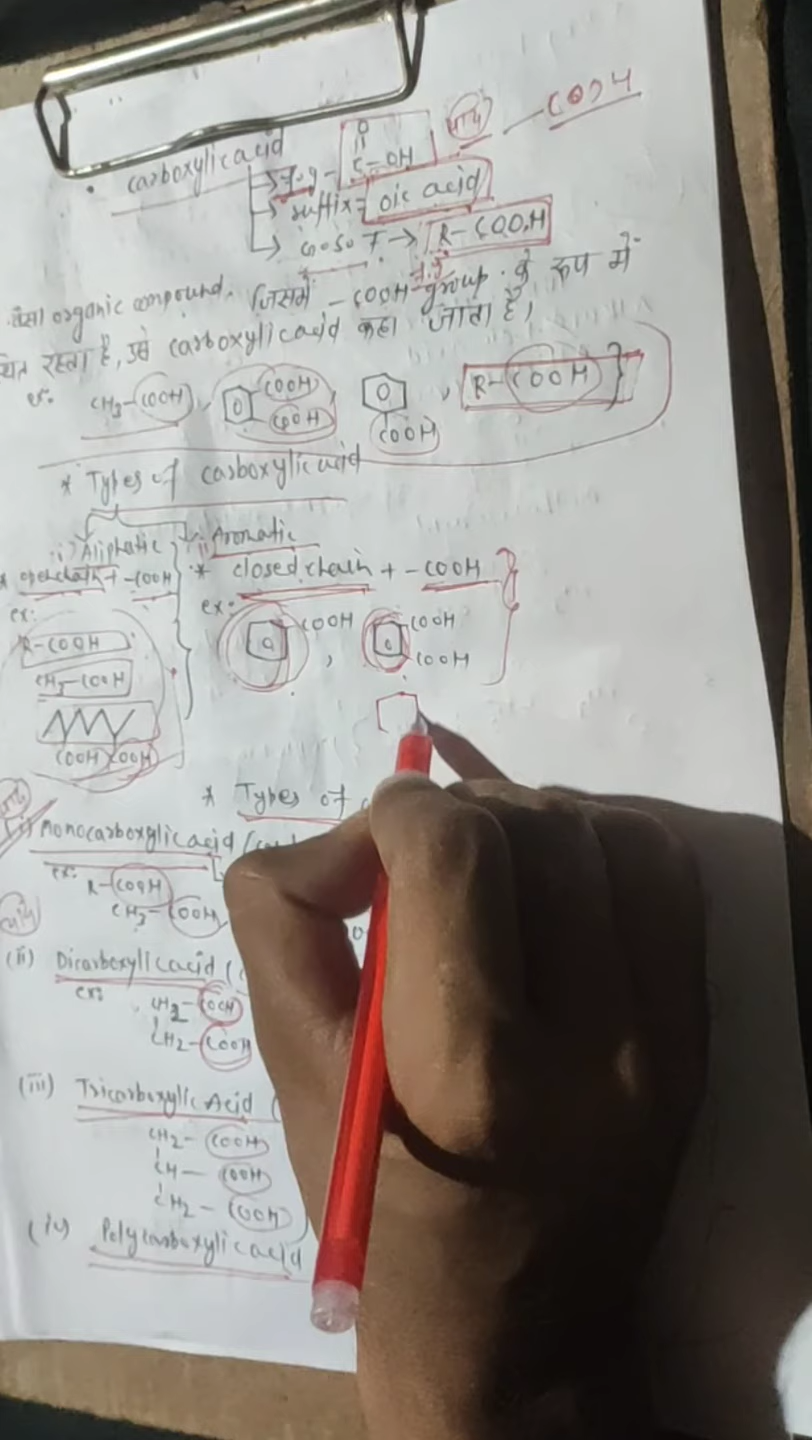 • carboxylic acid
→ f.g - O
||
C-OH
- COOH
→ suffix = oic acid
→ G.S.F → R-COOH
organic compound. जिसमें -COOH group. के रूप में
रहता है, उसे carboxylic acid कहा जाता है।
ex:- CH3-COOH, COOH COOH, COOH, R-COOH
* Types of carboxylic acid
i) Aliphatic
ii) Aromatic
* openchain + -COOH
* closed chain + -COOH
ex:
R-COOH
CH3-COOH
COOH COOH
ex:
COOH, COOH
COOH
* Types of
i) Monocarboxylic acid (
ex:
R-COOH
CH3-COOH
(ii) Dicarboxylic acid (
ex:
CH2-COOH
CH2-COOH
(iii) Tricarboxylic Acid (
CH2-COOH
CH-COOH
CH2-COOH
(iv) Polycarboxylic acid